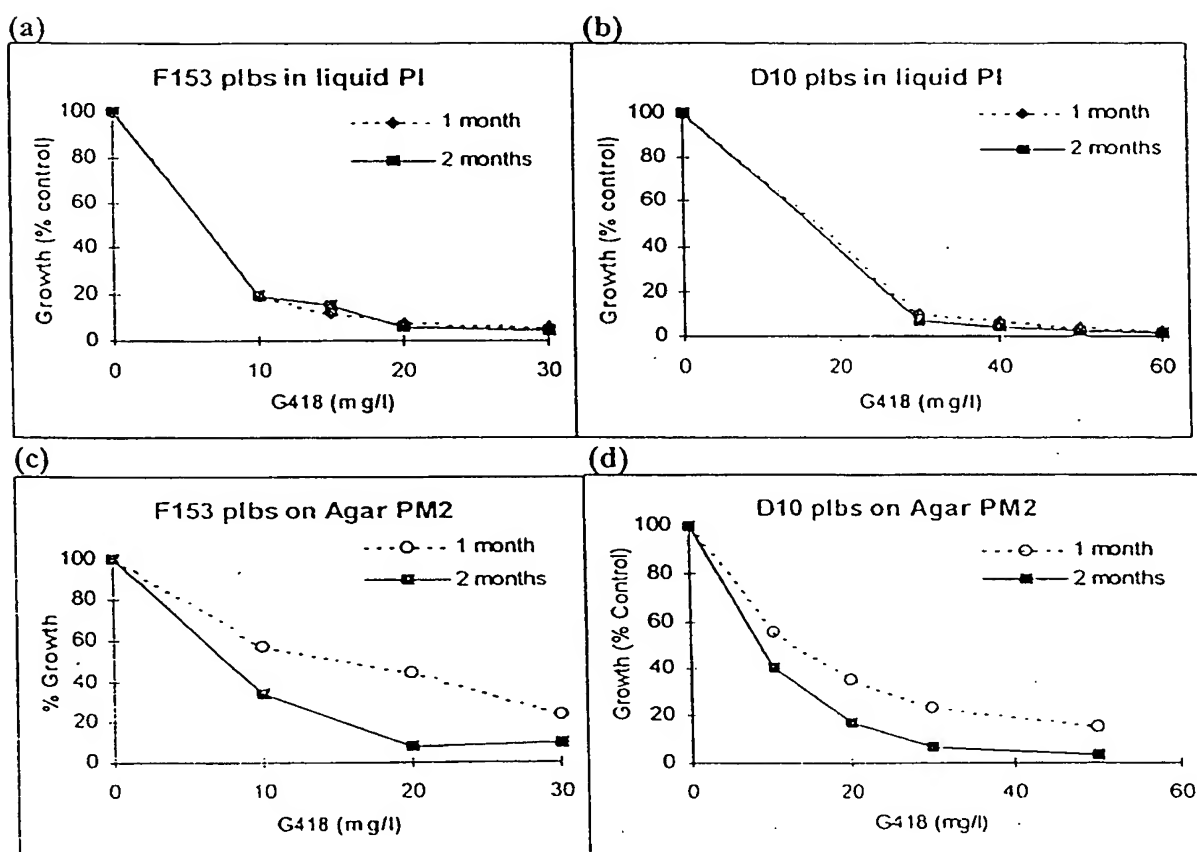 (a)
F153 plbs in liquid PI
1 month
2 months
Growth (% control)
100
80
60
40
20
0
0 10 20 30
G418 (mg/l)
(b)
D10 plbs in liquid PI
1 month
2 months
Growth (% control)
100
80
60
40
20
0
0 20 40 60
G418 (mg/l)
(c)
F153 plbs on Agar PM2
1 month
2 months
% Growth
100
80
60
40
20
0
0 10 20 30
G418 (mg/l)
(d)
D10 plbs on Agar PM2
1 month
2 months
Growth (% Control)
100
80
60
40
20
0
0 20 40 60
G418 (mg/l)